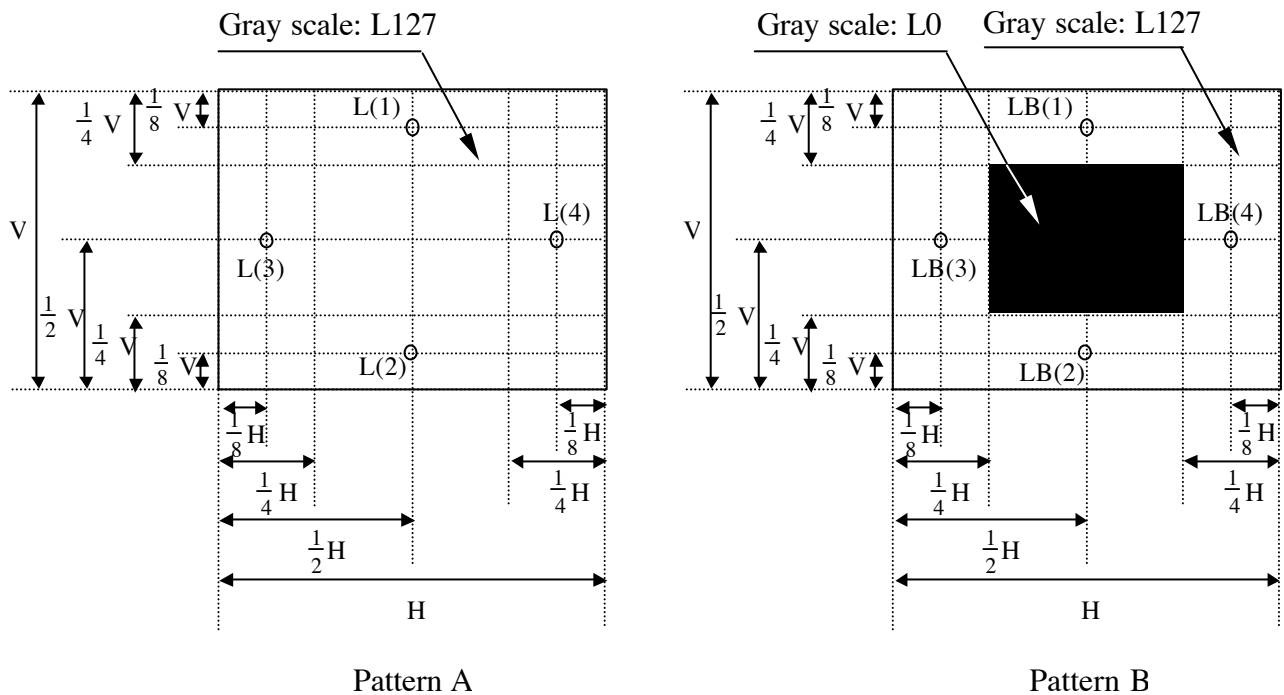 Gray scale: L127
1/4 V
1/8 V
L(1)
V
L(4)
L(3)
1/2 V
1/4 V
1/8 V
L(2)
1/8 H
1/8 H
1/4 H
1/4 H
1/2 H
H
Pattern A
Gray scale: L0
Gray scale: L127
1/4 V
1/8 V
LB(1)
V
LB(4)
LB(3)
1/2 V
1/4 V
1/8 V
LB(2)
1/8 H
1/8 H
1/4 H
1/4 H
1/2 H
H
Pattern B